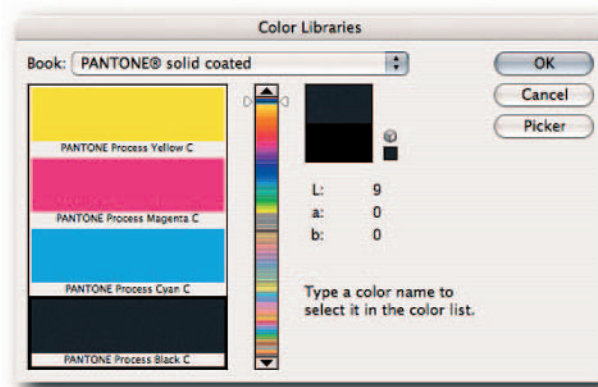 Color Libraries
Book: PANTONE® solid coated
OK
Cancel
Picker
PANTONE Process Yellow C
PANTONE Process Magenta C
PANTONE Process Cyan C
PANTONE Process Black C
L: 9
a: 0
b: 0
Type a color name to
select it in the color list.